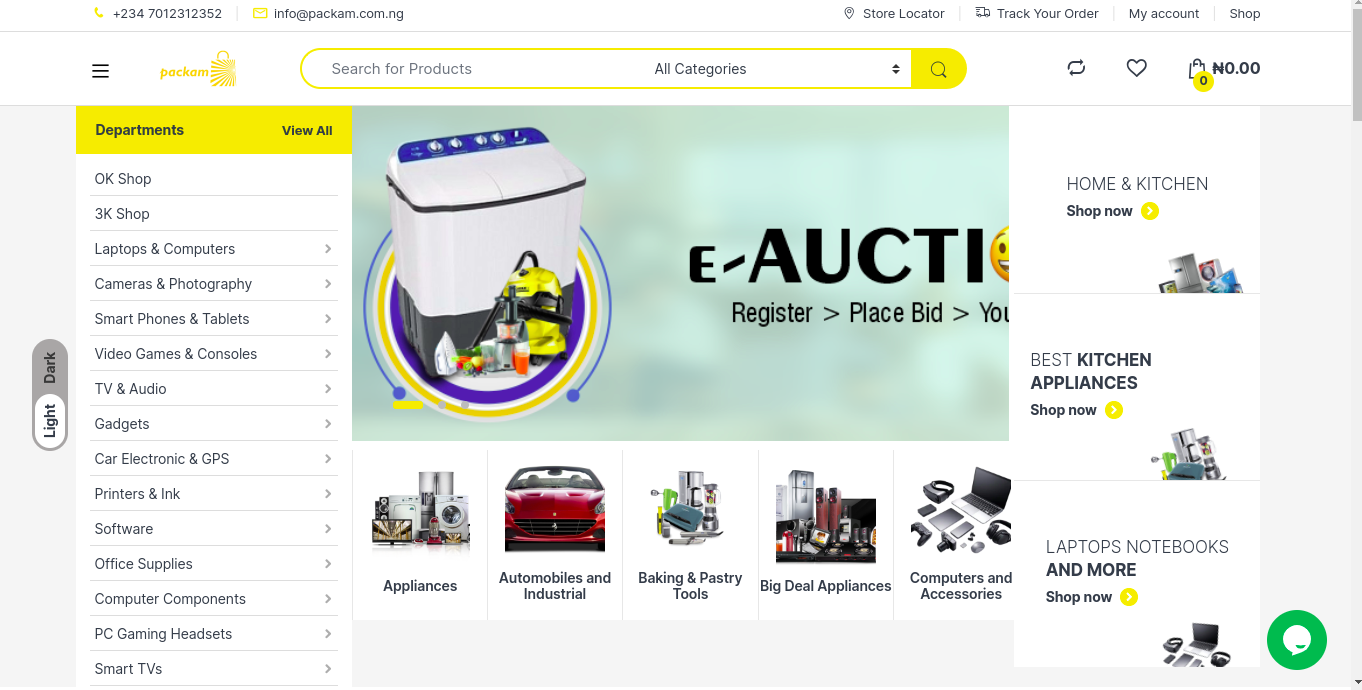 +234 7012312352
info@packam.com.ng
Store Locator
Track Your Order
My account
Shop
packam
Search for Products
All Categories
0
₦0.00
Departments
View All
OK Shop
3K Shop
Laptops & Computers
Cameras & Photography
Smart Phones & Tablets
Video Games & Consoles
TV & Audio
Gadgets
Car Electronic & GPS
Printers & Ink
Software
Office Supplies
Computer Components
PC Gaming Headsets
Smart TVs
Dark
Light
E-AUCTI
Register > Place Bid > You
HOME & KITCHEN
Shop now
BEST KITCHEN
APPLIANCES
Shop now
LAPTOPS NOTEBOOKS
AND MORE
Shop now
Appliances
Automobiles and
Industrial
Baking & Pastry
Tools
Big Deal Appliances
Computers and
Accessories